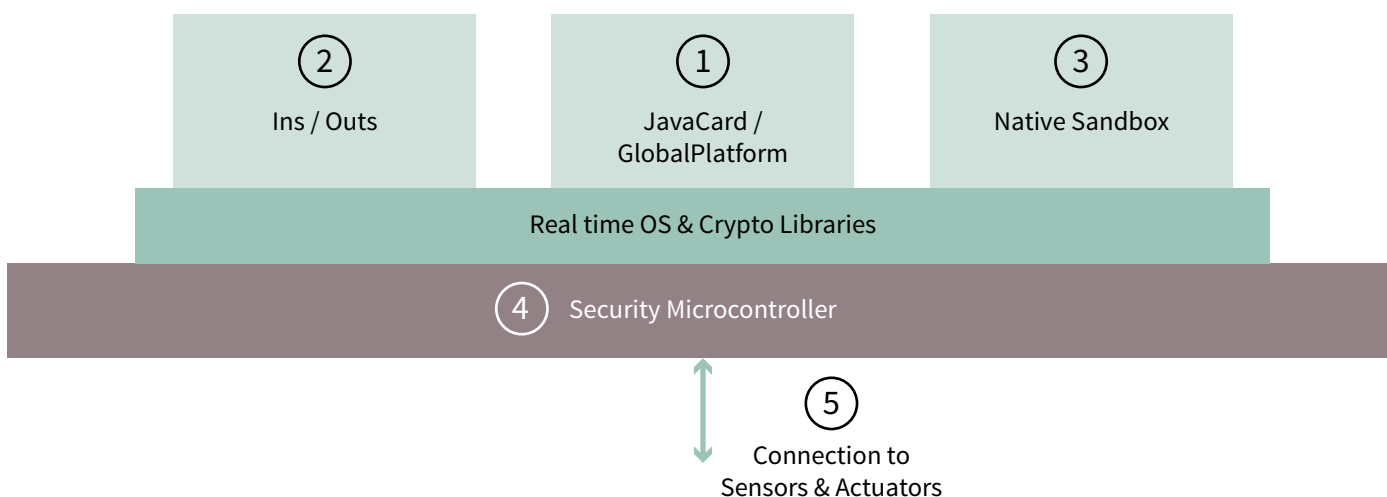 2
Ins / Outs
1
JavaCard /
GlobalPlatform
3
Native Sandbox
Real time OS & Crypto Libraries
4 Security Microcontroller
5
Connection to
Sensors & Actuators